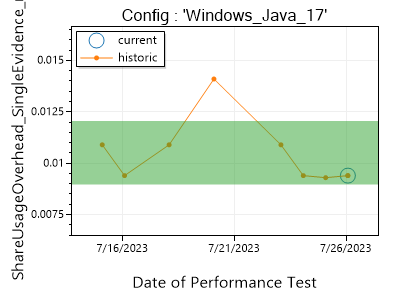 Config : 'Windows_Java_17'
current
historic
ShareUsageOverhead_SingleEvidence_
0.015
0.0125
0.01
0.0075
7/16/2023
7/21/2023
7/26/2023
Date of Performance Test